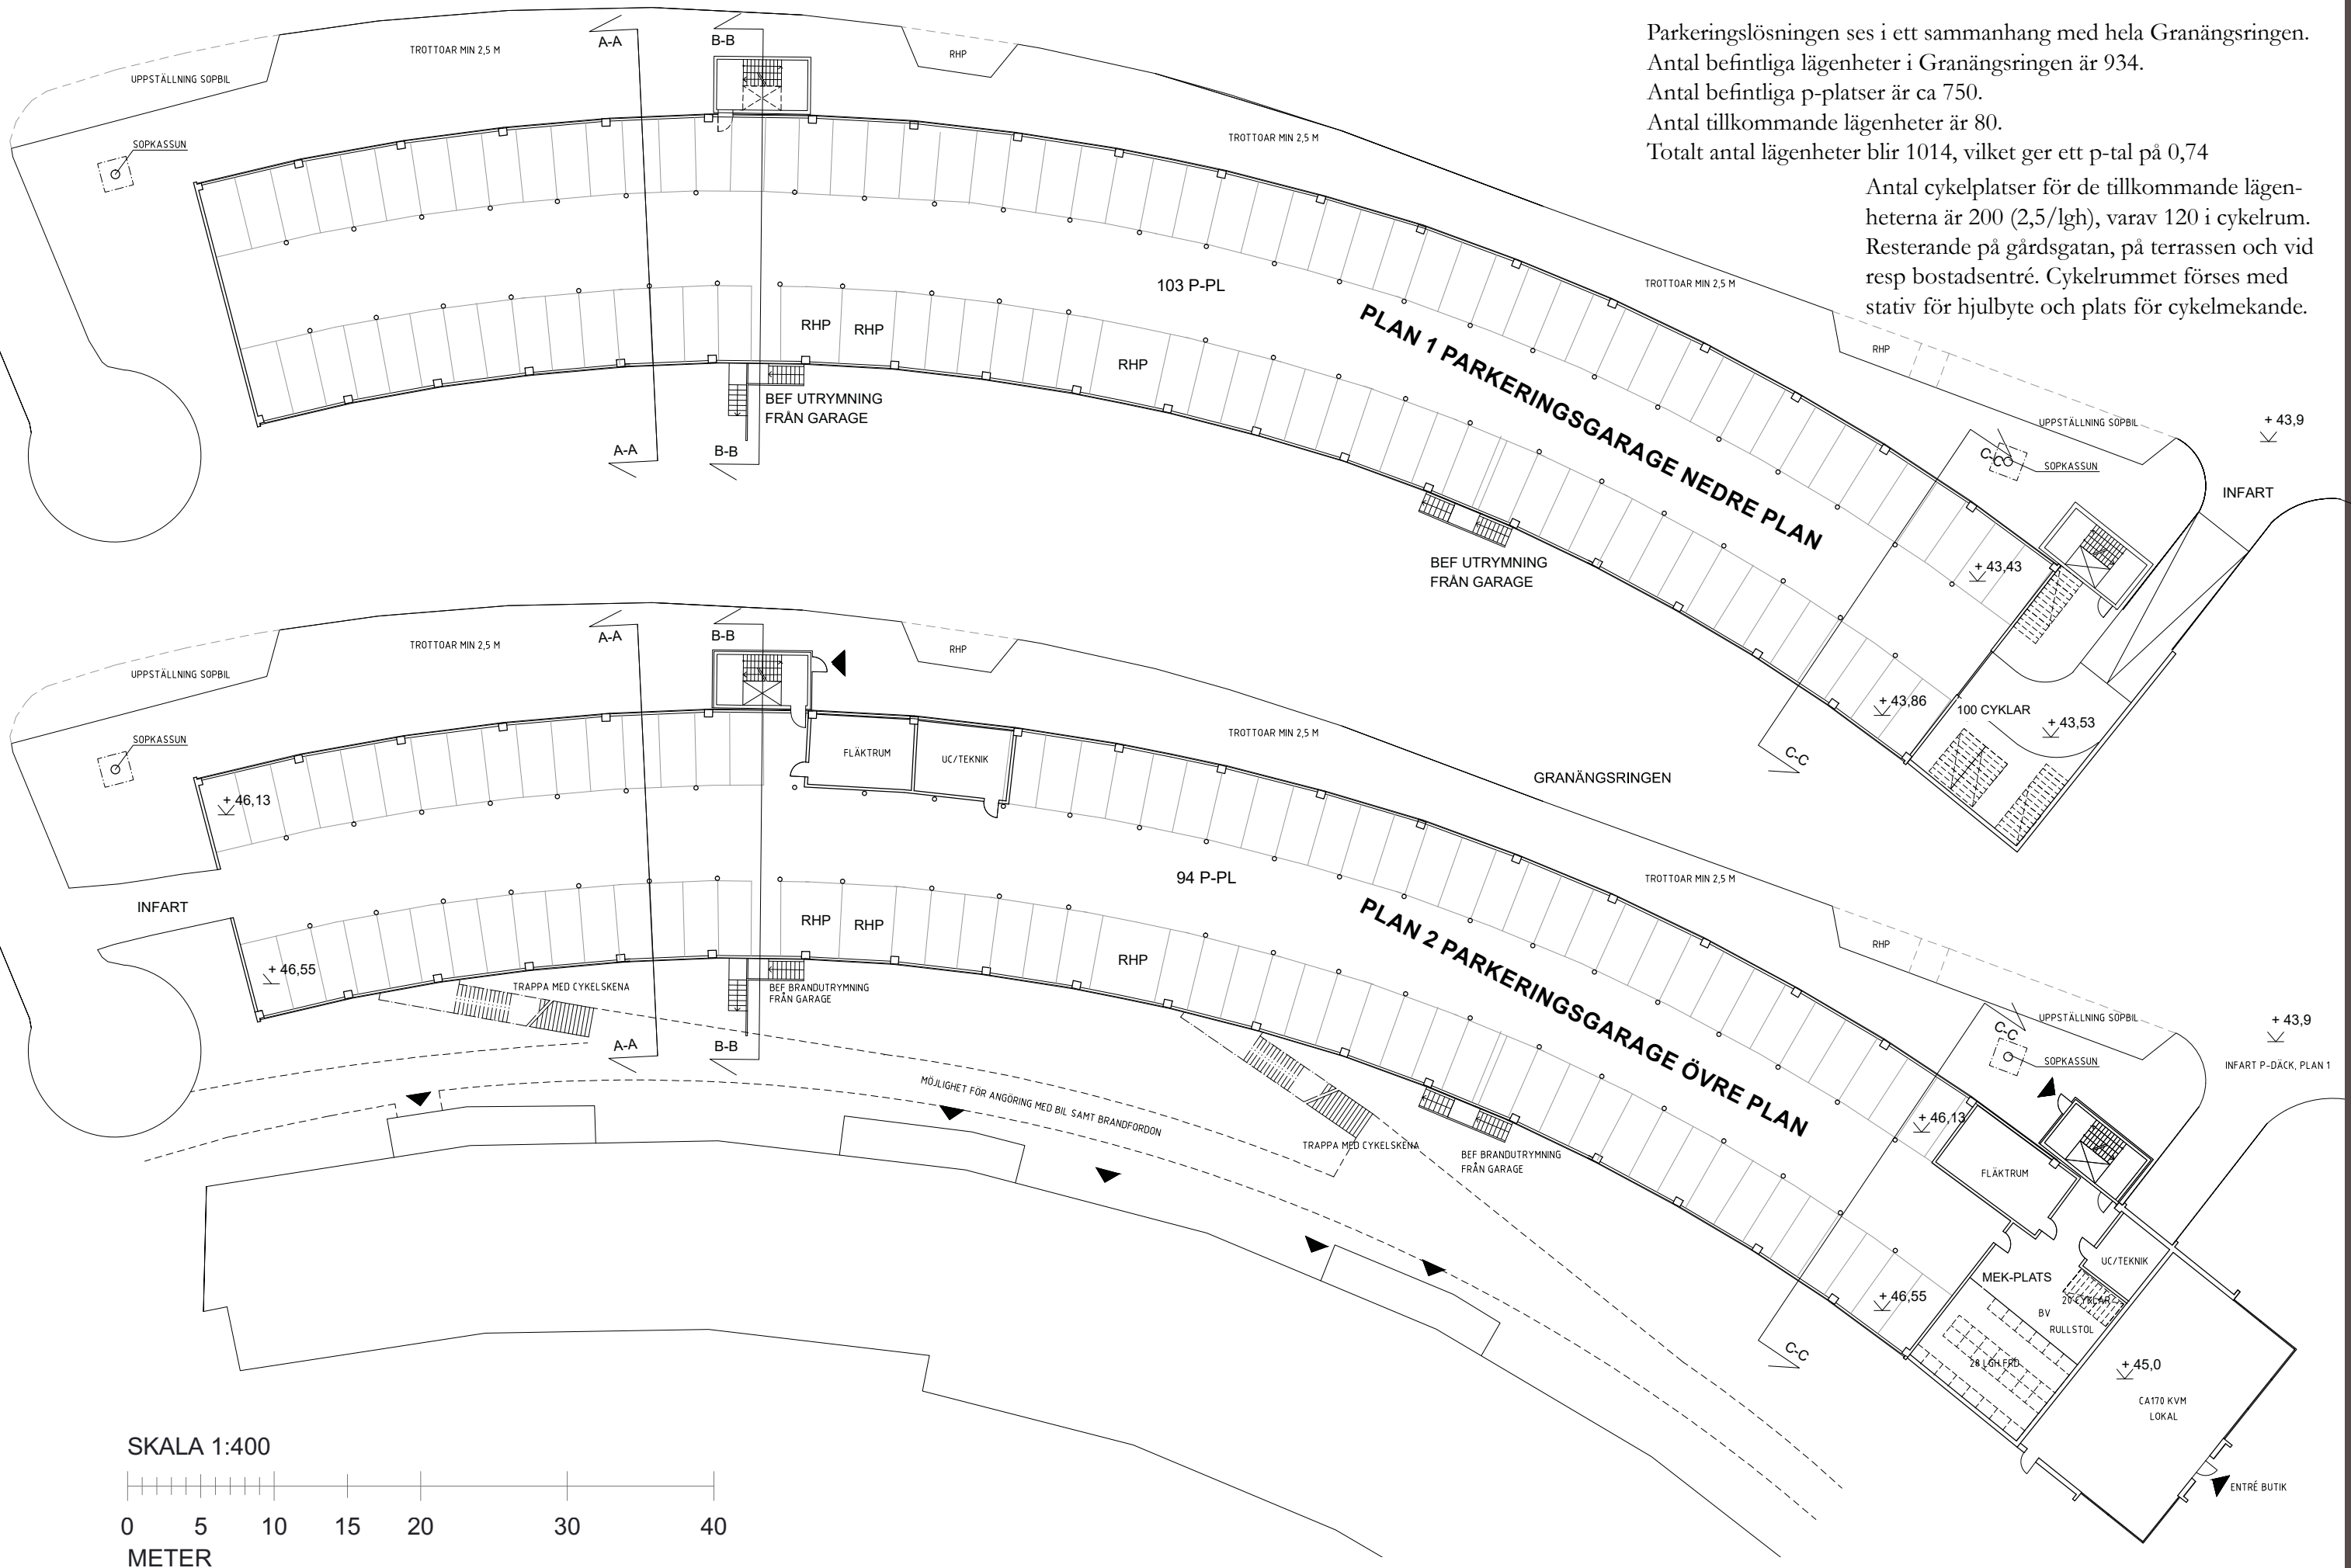 Parkeringslösningen ses i ett sammanhang med hela Granängsringen.
Antal befintliga lägenheter i Granängsringen är 934.
Antal befintliga p-platser är ca 750.
Antal tillkommande lägenheter är 80.
Totalt antal lägenheter blir 1014, vilket ger ett p-tal på 0,74
Antal cykelplatser för de tillkommande lägen-
heterna är 200 (2,5/lgh), varav 120 i cykelrum.
Resterande på gårdsgatan, på terrassen och vid
resp bostadsentré. Cykelrummet förses med
stativ för hjulbyte och plats för cykelmekande.
A-A
B-B
TROTTOAR MIN 2,5 M
RHP
UPPSTÄLLNING SOPBIL
SOPKASSUN
TROTTOAR MIN 2,5 M
103 P-PL
TROTTOAR MIN 2,5 M
RHP
RHP
RHP
RHP
PLAN 1 PARKERINGSGARAGE NEDRE PLAN
BEF UTRYMNING
FRÅN GARAGE
A-A
B-B
UPPSTÄLLNING SOPBIL
+ 43,9
C-C
SOPKASSUN
INFART
BEF UTRYMNING
FRÅN GARAGE
+ 43,43
+ 43,86
100 CYKLAR
+ 43,53
C-C
A-A
B-B
TROTTOAR MIN 2,5 M
RHP
UPPSTÄLLNING SOPBIL
SOPKASSUN
TROTTOAR MIN 2,5 M
FLÄKTRUM
UC/TEKNIK
GRANÄNGSRINGEN
+ 46,13
94 P-PL
TROTTOAR MIN 2,5 M
INFART
RHP
RHP
RHP
RHP
PLAN 2 PARKERINGSGARAGE ÖVRE PLAN
+ 46,55
TRAPPA MED CYKELSKENA
BEF BRANDUTRYMNING
FRÅN GARAGE
A-A
B-B
UPPSTÄLLNING SOPBIL
+ 43,9
C-C
SOPKASSUN
INFART P-DÄCK, PLAN 1
MÖJLIGHET FÖR ANGÖRING MED BIL SAMT BRANDFORDON
TRAPPA MED CYKELSKENA
BEF BRANDUTRYMNING
FRÅN GARAGE
+ 46,13
FLÄKTRUM
UC/TEKNIK
MEK-PLATS
20 CYKLAR
BV
RULLSTOL
+ 46,55
C-C
28 LGH.FRD
+ 45,0
CA170 KVM
LOKAL
ENTRÉ BUTIK
SKALA 1:400
0 5 10 15 20 30 40
METER